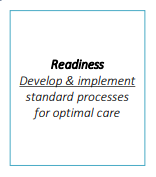 Readiness
Develop & implement
standard processes
for optimal care